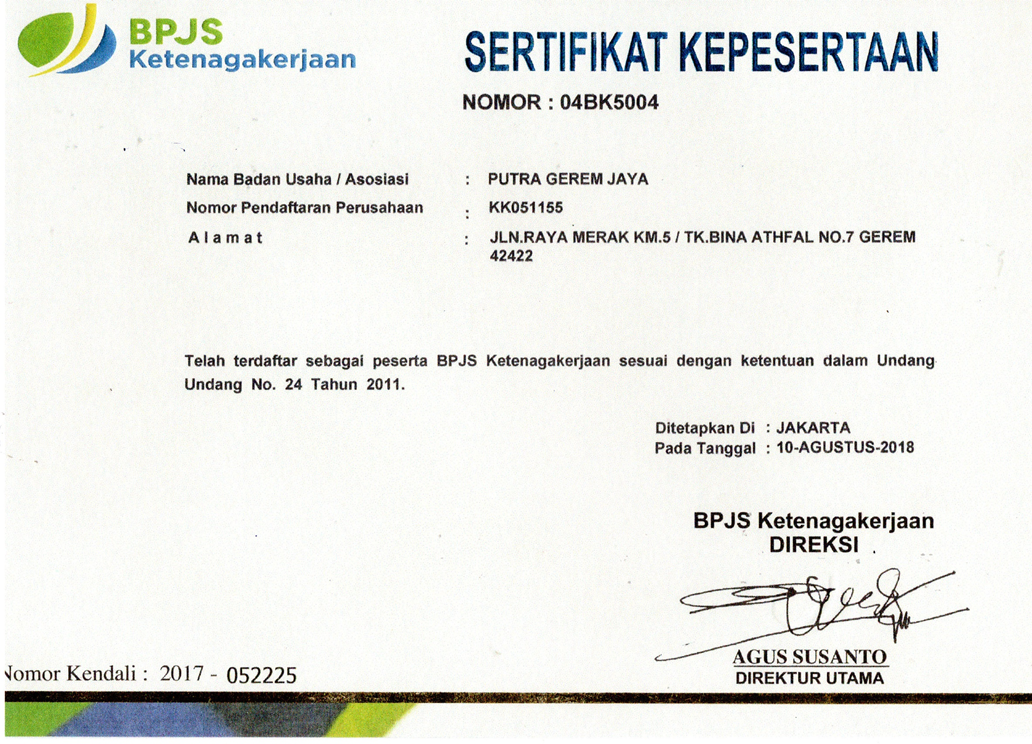 BPJS
Ketenagakerjaan
SERTIFIKAT KEPESERTAAN
NOMOR : 04BK5004
Nama Badan Usaha / Asosiasi : PUTRA GEREM JAYA
Nomor Pendaftaran Perusahaan : KK051155
Alamat : JLN.RAYA MERAK KM.5 / TK.BINA ATHFAL NO.7 GEREM
42422
Telah terdaftar sebagai peserta BPJS Ketenagakerjaan sesuai dengan ketentuan dalam Undang-
Undang No. 24 Tahun 2011.
Ditetapkan Di : JAKARTA
Pada Tanggal : 10-AGUSTUS-2018
BPJS Ketenagakerjaan
DIREKSI
AGUS SUSANTO
DIREKTUR UTAMA
Nomor Kendali : 2017 - 052225